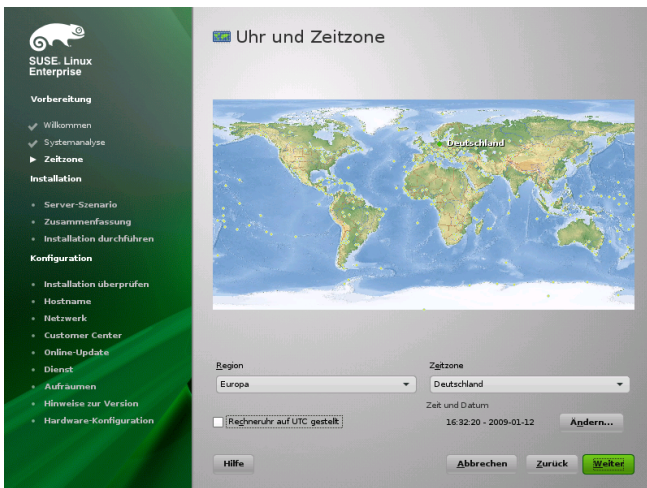 SUSE. Linux
Enterprise
Vorbereitung
Willkommen
Systemanalyse
Zeitzone
Installation
Server-Szenario
Zusammenfassung
Installation durchführen
Konfiguration
Installation überprüfen
Hostname
Netzwerk
Customer Center
Online-Update
Dienst
Aufräumen
Hinweise zur Version
Hardware-Konfiguration
Uhr und Zeitzone
Deutschland
Region
Zeitzone
Europa
Deutschland
Zeit und Datum
Rechneruhr auf UTC gestellt
16:32:20 - 2009-01-12
Ändern...
Hilfe
Abbrechen
Zurück
Weiter